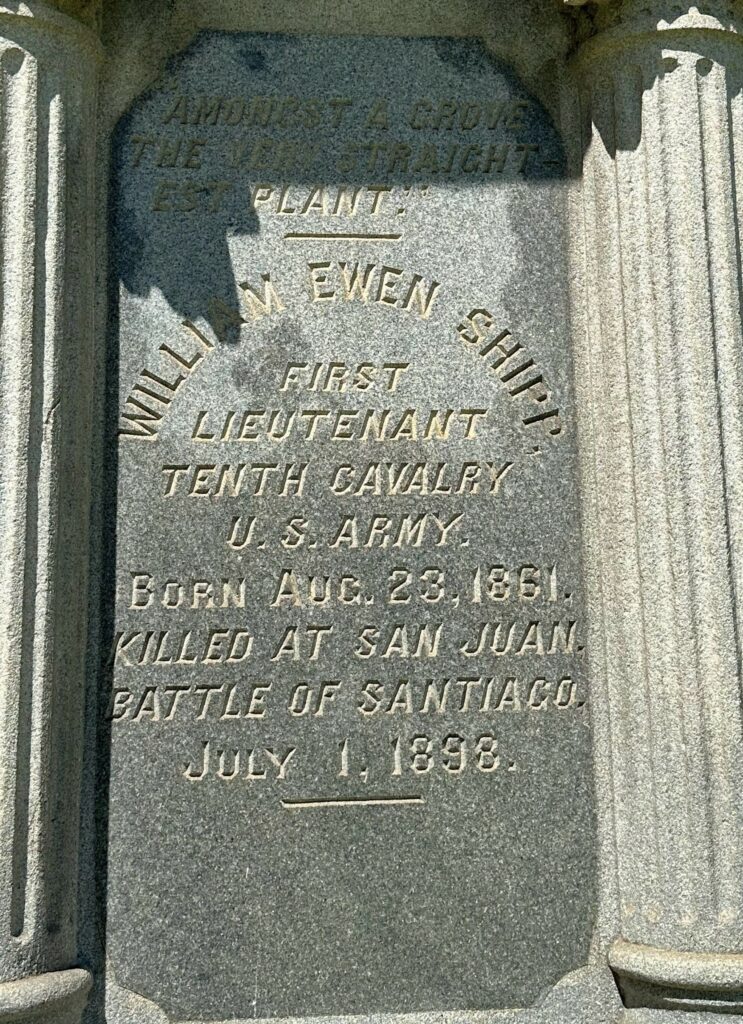 "AMONGST A GROVE
THE VERY STRAIGHT-
EST PLANT."
WILLIAM EWEN SHIPP,
FIRST
LIEUTENANT
TENTH CAVALRY
U. S. ARMY.
BORN AUG. 23, 1861.
KILLED AT SAN JUAN.
BATTLE OF SANTIAGO.
JULY 1, 1898.